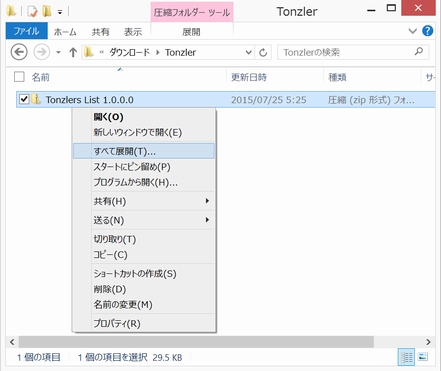 圧縮フォルダー ツール
Tonzler
ファイル
ホーム
共有
表示
展開
« ダウンロード ▸ Tonzler
Tonzlerの検索
名前
更新日時
種類
サ
Tonzlers List 1.0.0.0
2015/07/25 5:25
圧縮 (zip 形式) フォ...
開く(O)
新しいウィンドウで開く(E)
すべて展開(T)...
スタートにピン留め(P)
プログラムから開く(H)...
共有(H)
送る(N)
切り取り(T)
コピー(C)
ショートカットの作成(S)
削除(D)
名前の変更(M)
プロパティ(R)
1 個の項目
1 個の項目を選択 29.5 KB